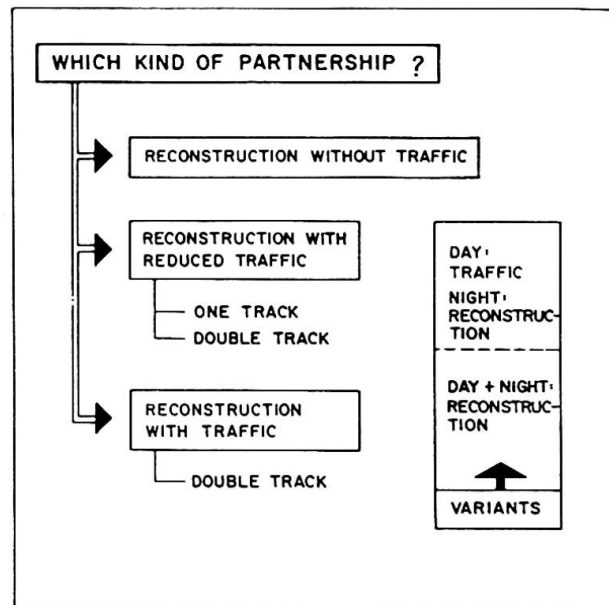 WHICH KIND OF PARTNERSHIP ?
RECONSTRUCTION WITHOUT TRAFFIC
RECONSTRUCTION WITH
REDUCED TRAFFIC
ONE TRACK
DOUBLE TRACK
RECONSTRUCTION
WITH TRAFFIC
DOUBLE TRACK
DAY:
TRAFFIC
NIGHT:
RECONSTRUC-
TION
DAY + NIGHT:
RECONSTRUC-
TION
VARIANTS